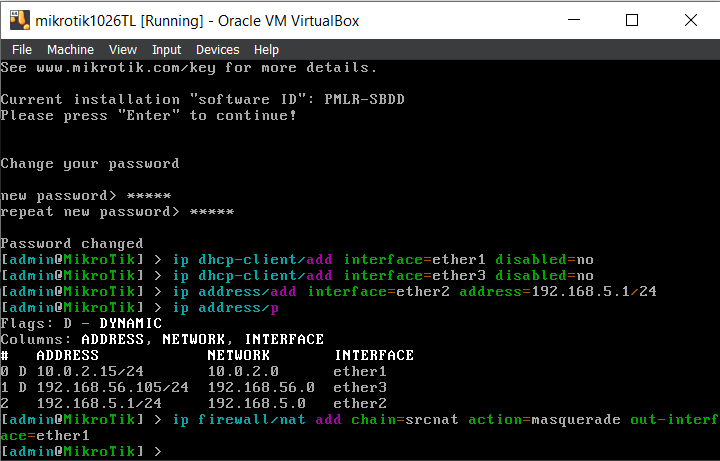 mikrotik1026TL [Running] - Oracle VM VirtualBox
File Machine View Input Devices Help
See www.mikrotik.com/key for more details.
Current installation "software ID": PMLR-SBDD
Please press "Enter" to continue!
Change your password
new password> *****
repeat new password> *****
Password changed
[admin@MikroTik] > ip dhcp-client/add interface=ether1 disabled=no
[admin@MikroTik] > ip dhcp-client/add interface=ether3 disabled=no
[admin@MikroTik] > ip address/add interface=ether2 address=192.168.5.1/24
[admin@MikroTik] > ip address/p
Flags: D - DYNAMIC
Columns: ADDRESS, NETWORK, INTERFACE
# ADDRESS NETWORK INTERFACE
0 D 10.0.2.15/24 10.0.2.0 ether1
1 D 192.168.56.105/24 192.168.56.0 ether3
2 192.168.5.1/24 192.168.5.0 ether2
[admin@MikroTik] > ip firewall/nat add chain=srcnat action=masquerade out-interf
ace=ether1
[admin@MikroTik] >